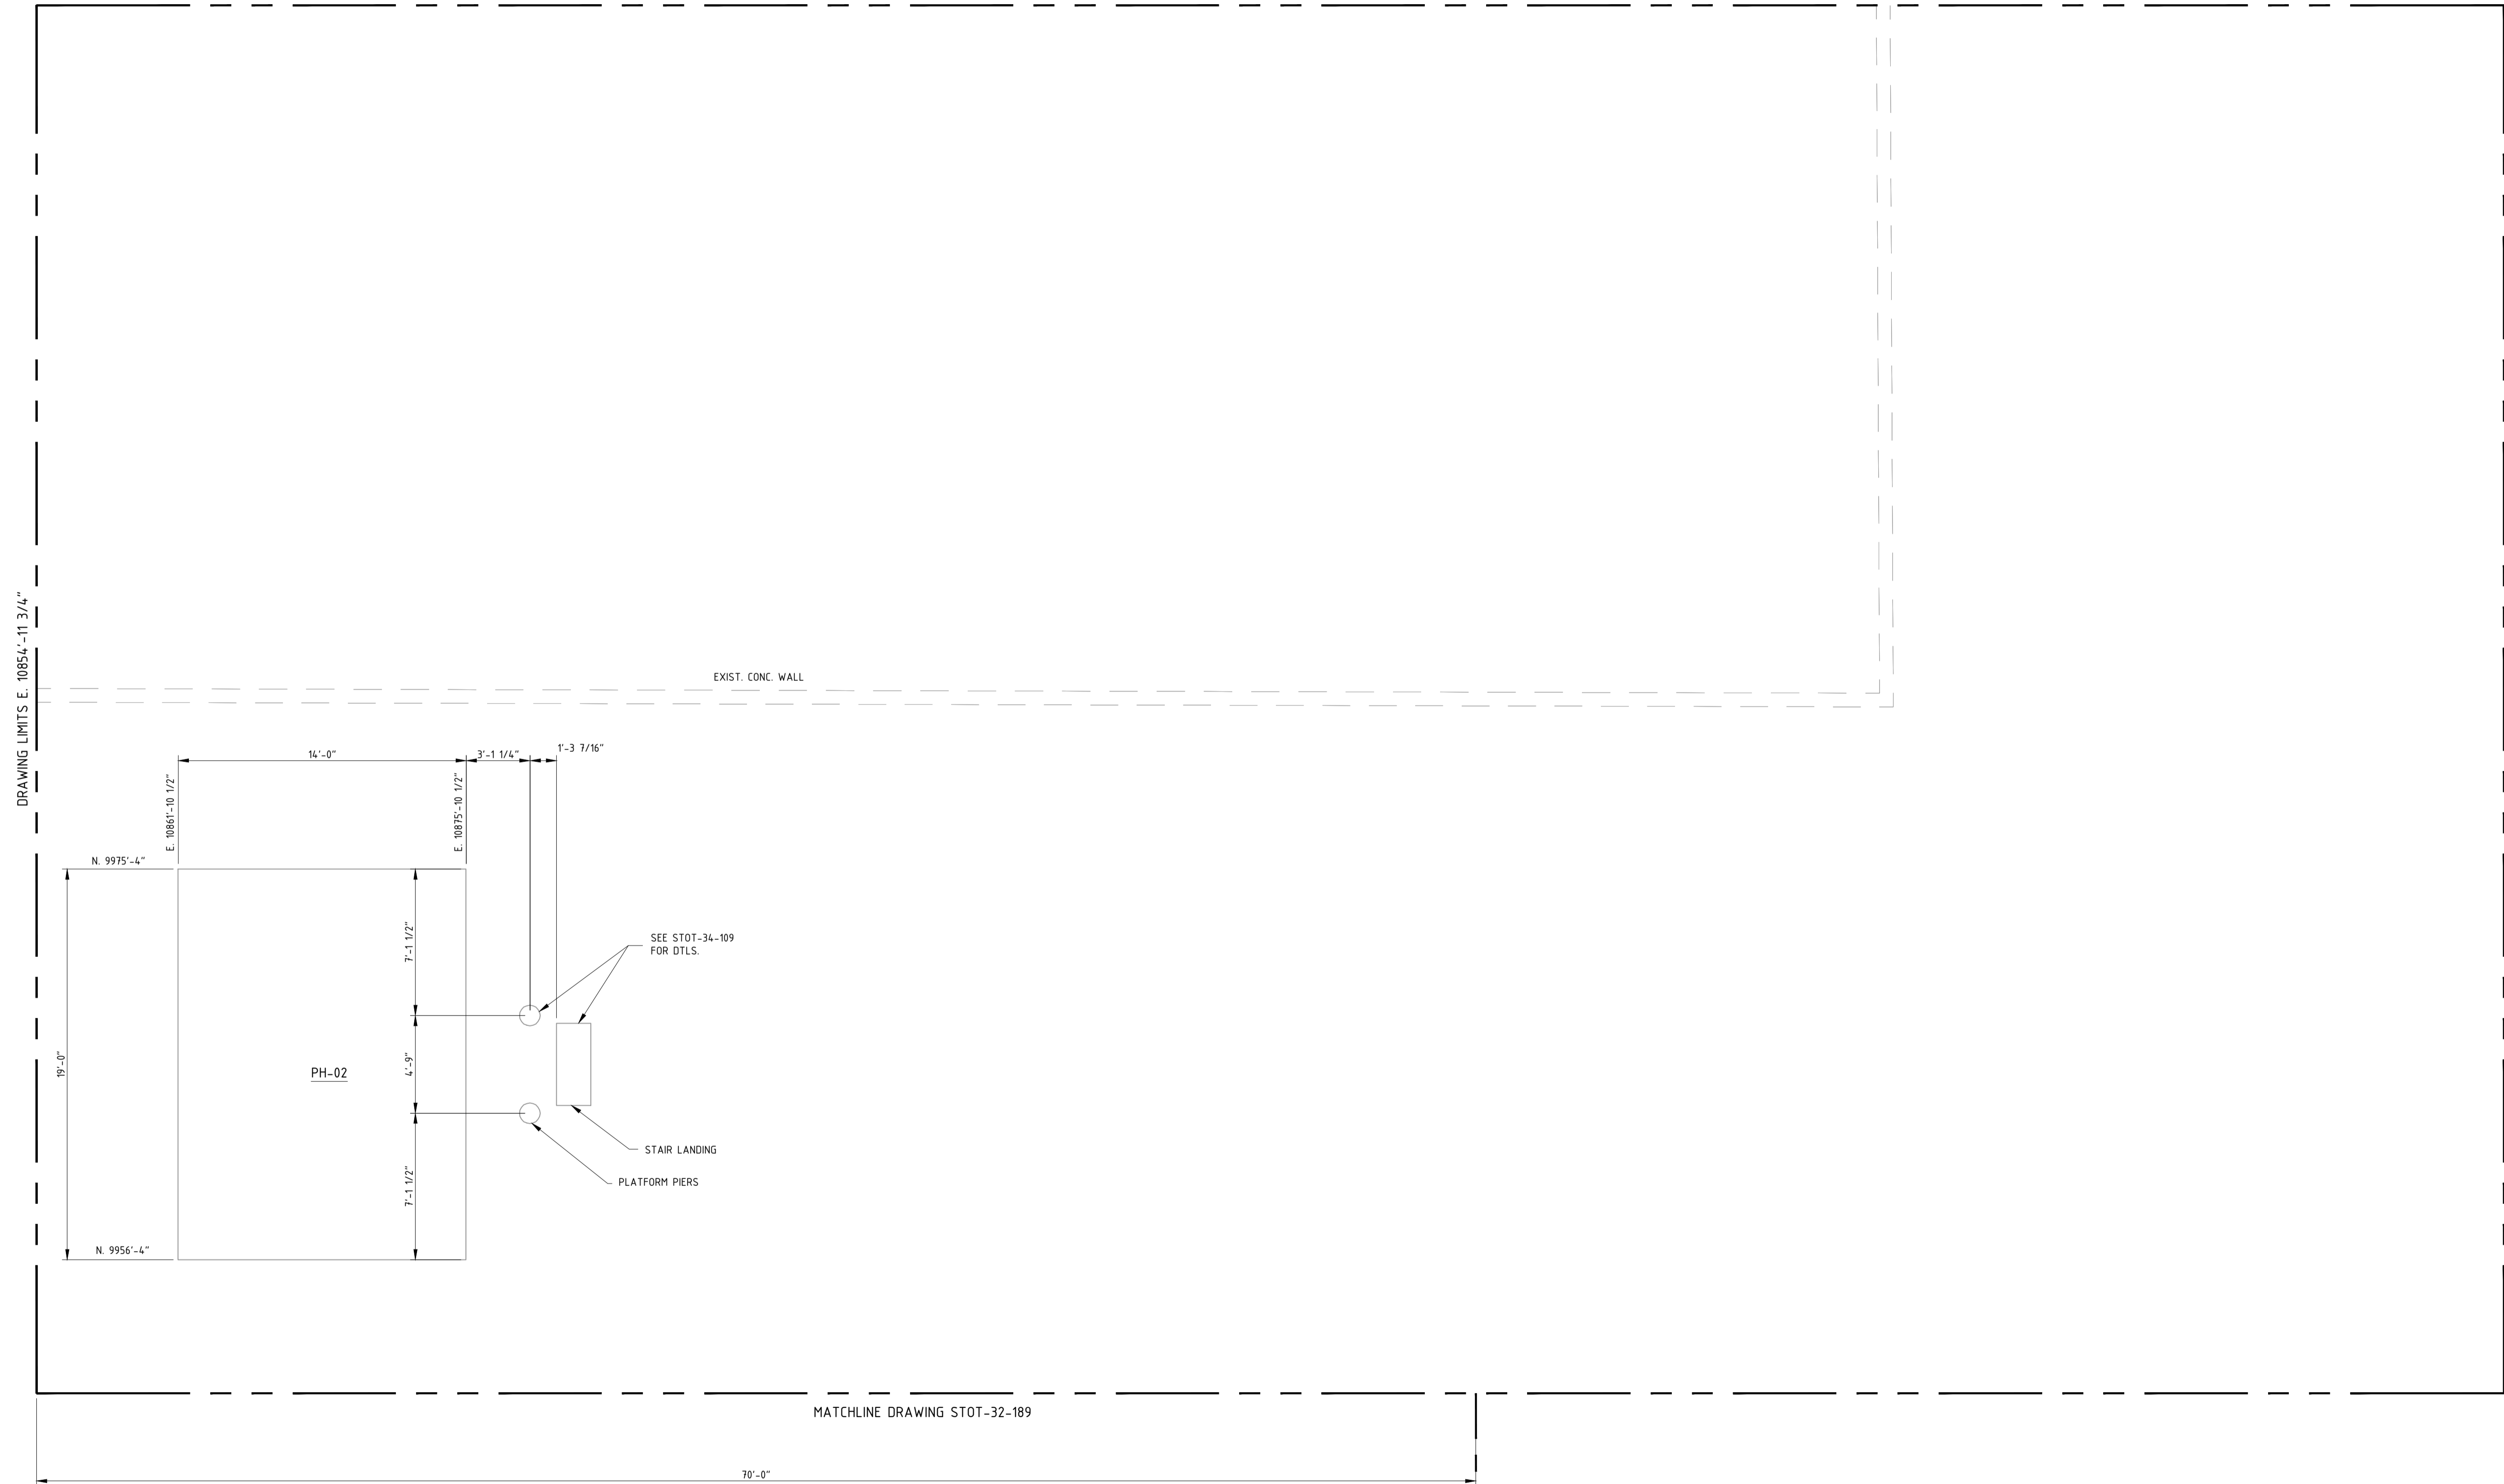 DRAWING LIMITS E. 10854'-11 3/4"
EXIST. CONC. WALL
14'-0"
3'-1 1/4"
1'-3 7/16"
E. 10861'-10 1/2"
E. 10875'-10 1/2"
N. 9975'-4"
7'-1 1/2"
SEE STOT-34-109
FOR DTLS.
19'-0"
PH-02
4'-9"
STAIR LANDING
7'-1 1/2"
PLATFORM PIERS
N. 9956'-4"
MATCHLINE DRAWING STOT-32-189
70'-0"